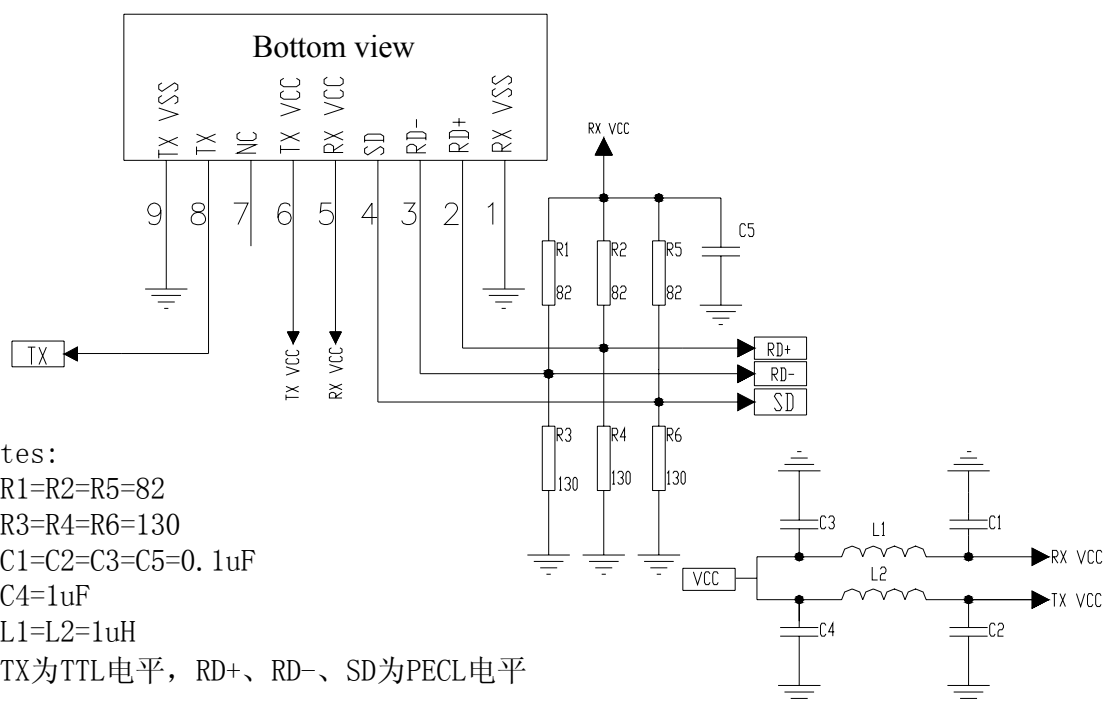 Bottom view
TX VSS
TX
NC
TX VCC
RX VCC
SD
RD-
RD+
RX VSS
9
8
7
6
5
4
3
2
1
RX VCC
C5
R1
R2
R5
82
82
82
TX
TX VCC
RX VCC
RD+
RD-
SD
R3
R4
R6
130
130
130
tes:
R1=R2=R5=82
R3=R4=R6=130
C1=C2=C3=C5=0.1uF
C4=1uF
L1=L2=1uH
TX为TTL电平，RD+、RD-、SD为PECL电平
C3
L1
C1
VCC
RX VCC
L2
TX VCC
C4
C2